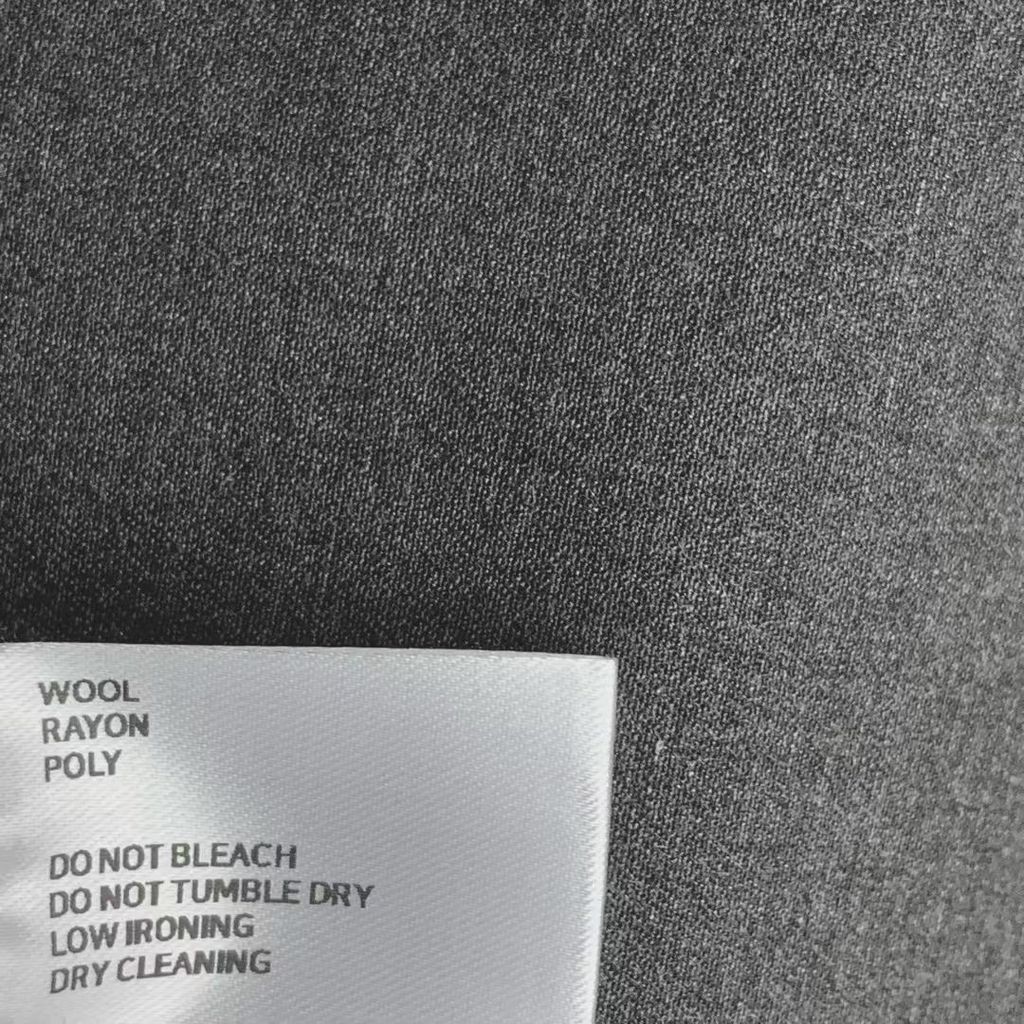 WOOL
RAYON
POLY
DO NOT BLEACH
DO NOT TUMBLE DRY
LOW IRONING
DRY CLEANING